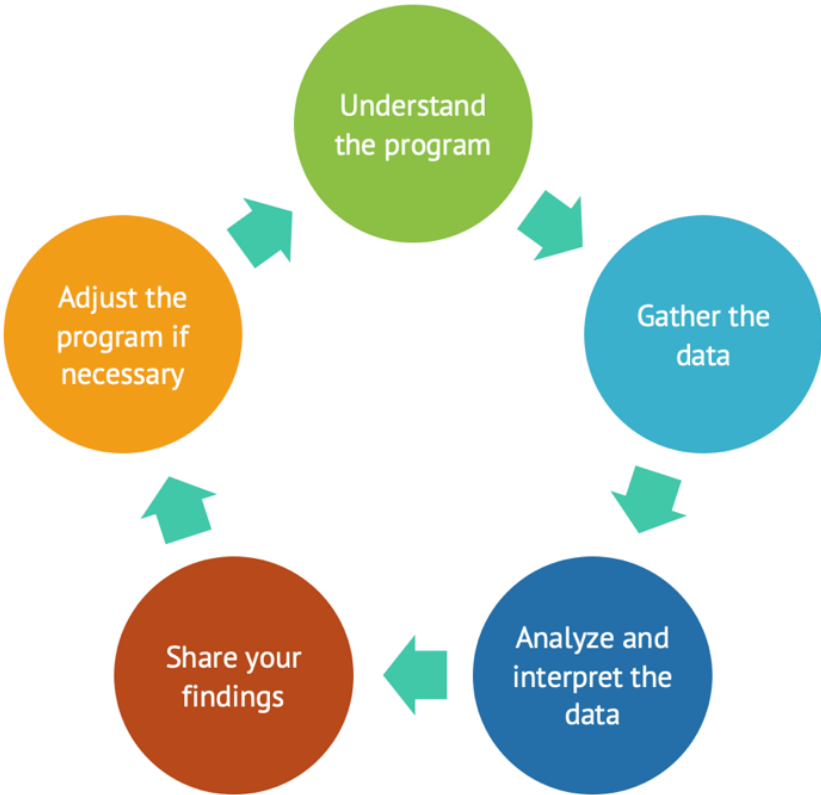 Understand
the program
Gather the
data
Analyze and
interpret the
data
Share your
findings
Adjust the
program if
necessary